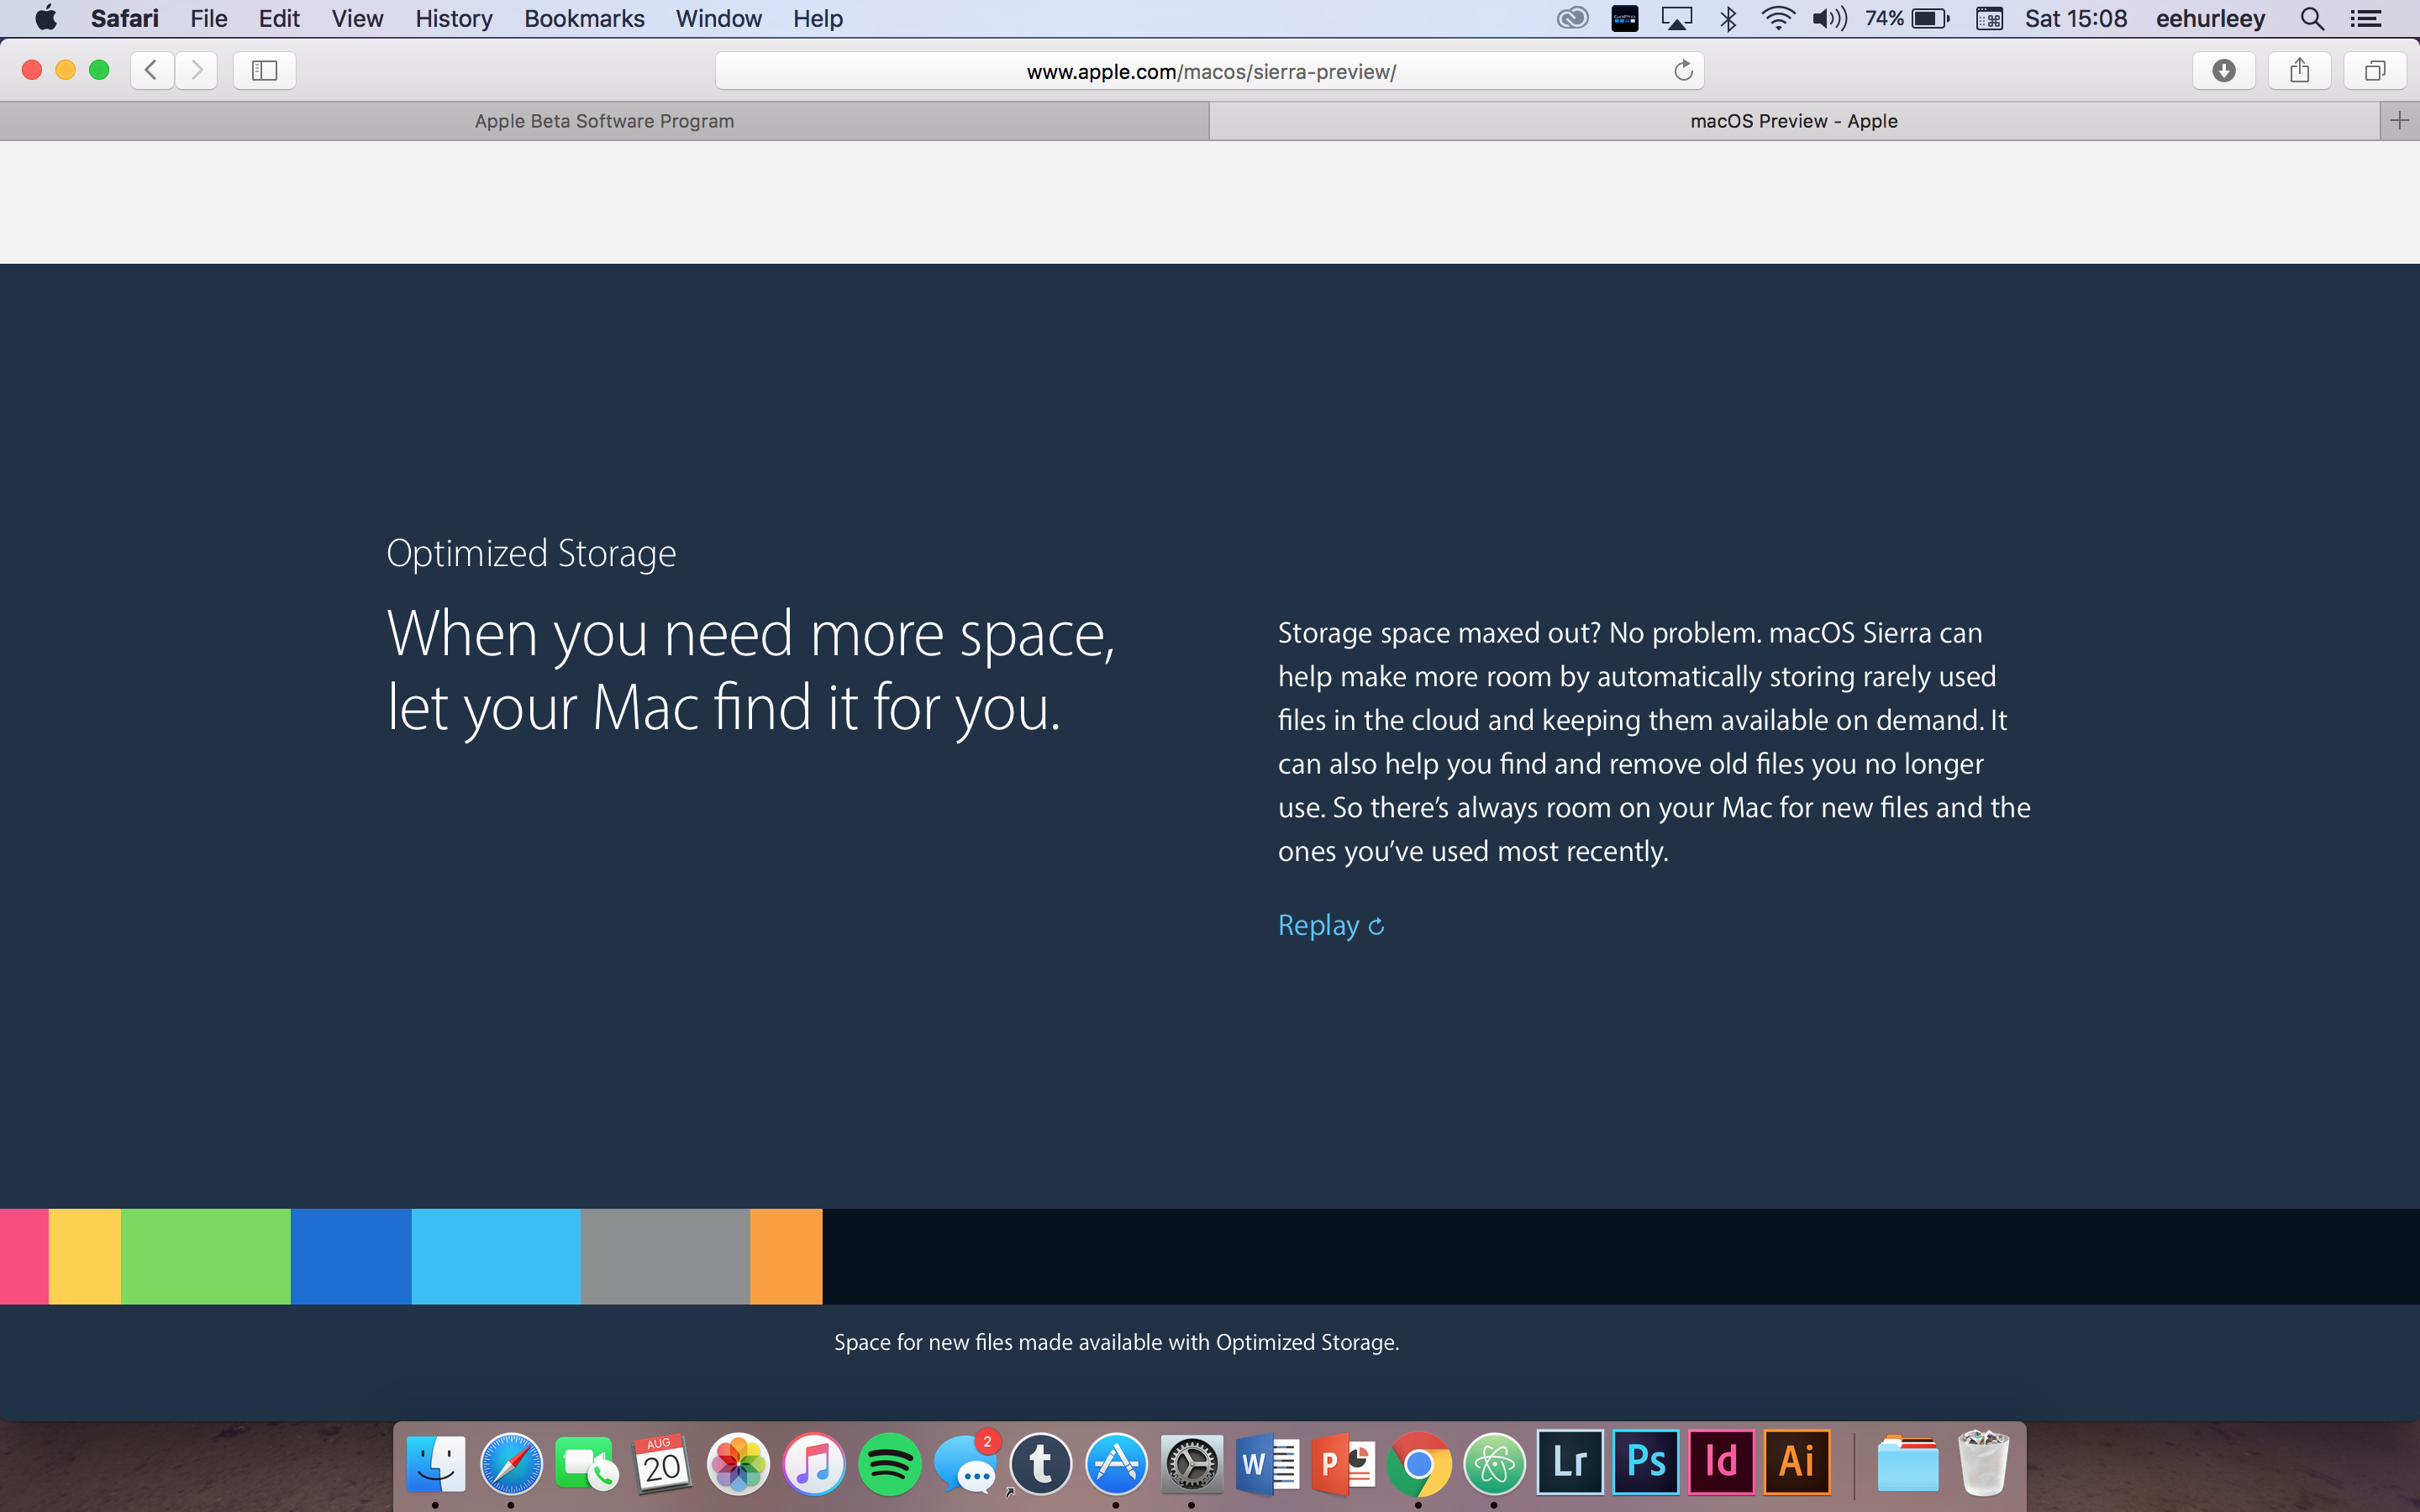 Safari File Edit View History Bookmarks Window Help 74% Sat 15:08 eehurleey
www.apple.com/macos/sierra-preview/
Apple Beta Software Program
macOS Preview - Apple
Optimized Storage
When you need more space,
let your Mac find it for you.
Storage space maxed out? No problem. macOS Sierra can
help make more room by automatically storing rarely used
files in the cloud and keeping them available on demand. It
can also help you find and remove old files you no longer
use. So there’s always room on your Mac for new files and the
ones you’ve used most recently.
Replay
Space for new files made available with Optimized Storage.
AUG
20
2
t
W
P
Lr
Ps
Id
Ai